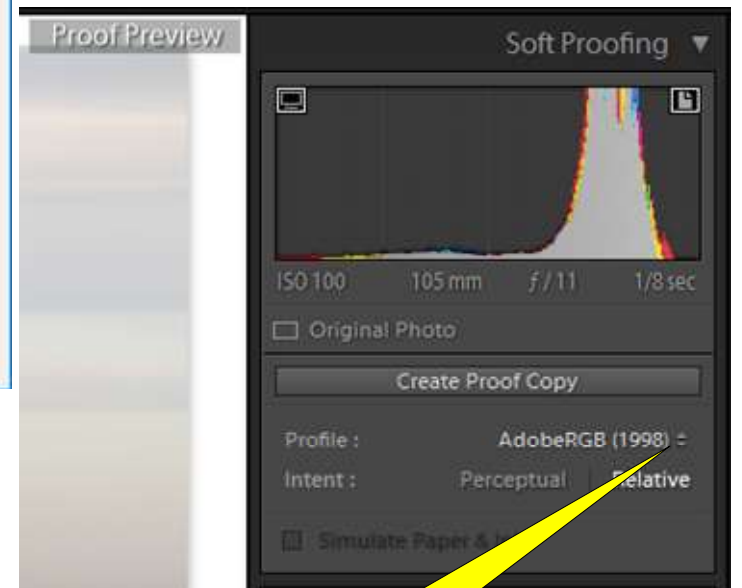 Proof Preview
Soft Proofing
ISO 100 105 mm ƒ / 11 1/8 sec
Original Photo
Create Proof Copy
Profile : AdobeRGB (1998)
Intent : Perceptual Relative
Simulate Paper &